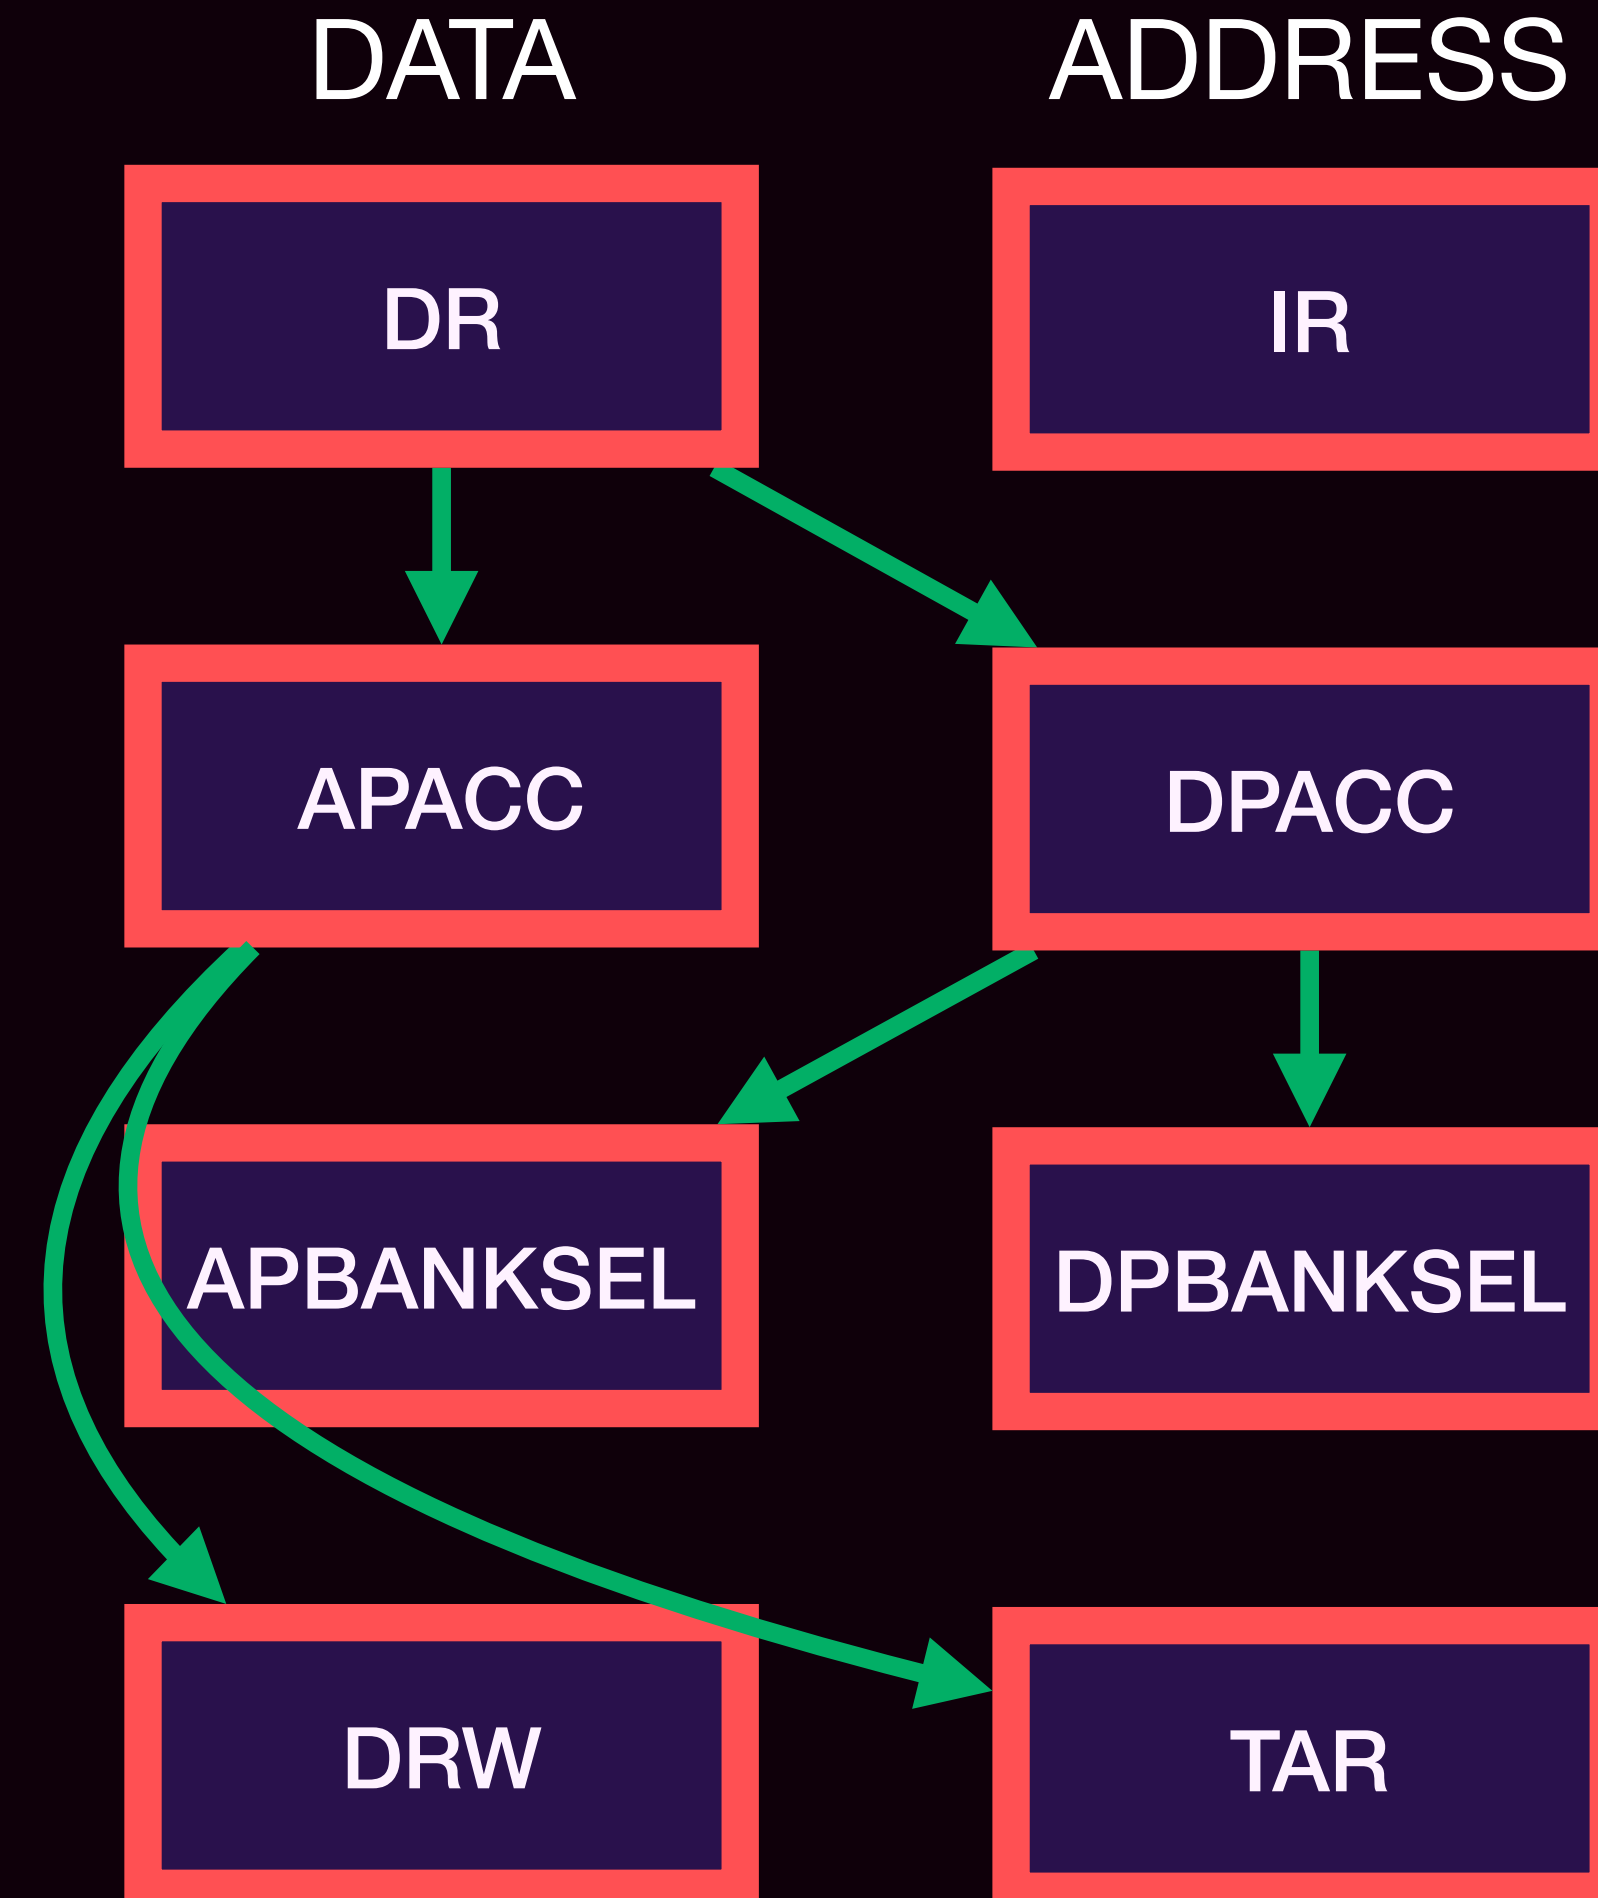 DATA
ADDRESS
DR
IR
APACC
DPACC
APBANKSEL
DPBANKSEL
DRW
TAR